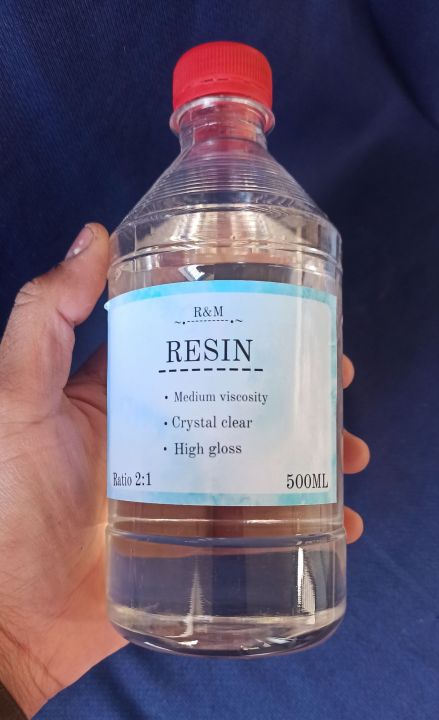 R&M
RESIN
• Medium viscosity
• Crystal clear
• High gloss
Ratio 2:1 500ML